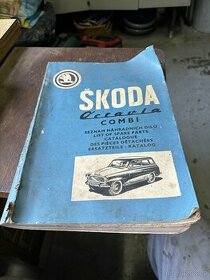 ŠKODA
Octavia
COMBI
SEZNAM NÁHRADNÍCH DÍLŮ
LIST OF SPARE PARTS
CATALOGUE
DES PIÈCES DÉTACHÉES
ERSATZTEILE - KATALOG